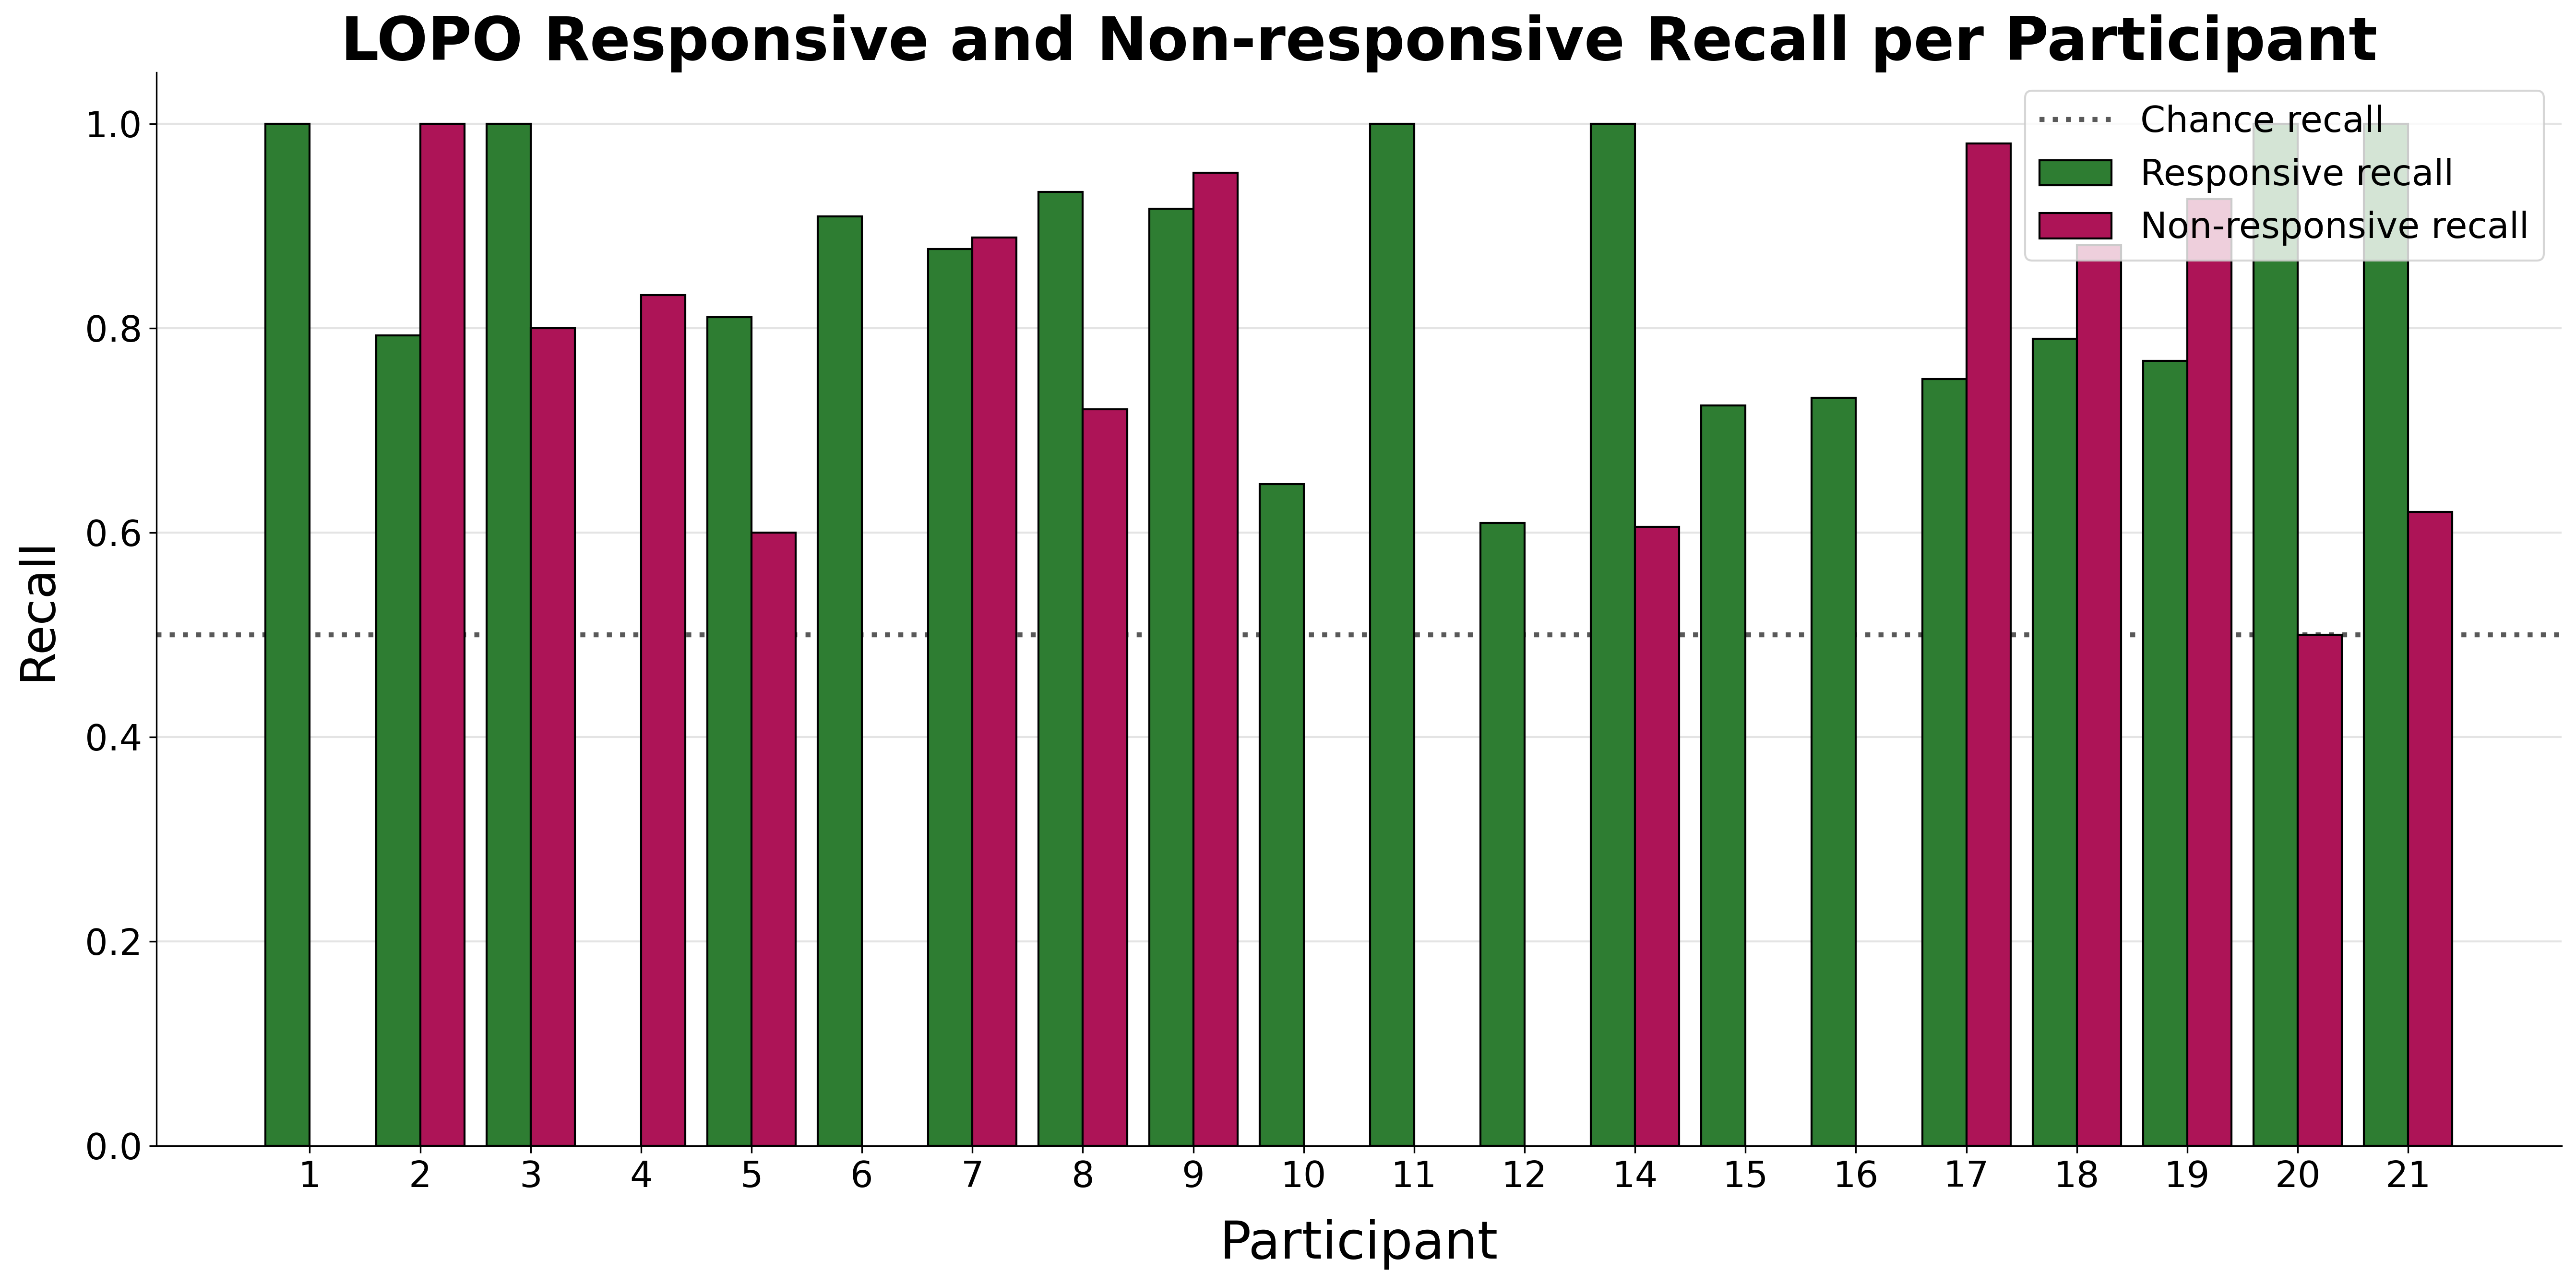 LOPO Responsive and Non-responsive Recall per Participant
Chance recall
Responsive recall
Non-responsive recall
1.0
0.8
0.6
0.4
0.2
0.0
Recall
1 2 3 4 5 6 7 8 9 10 11 12 14 15 16 17 18 19 20 21
Participant